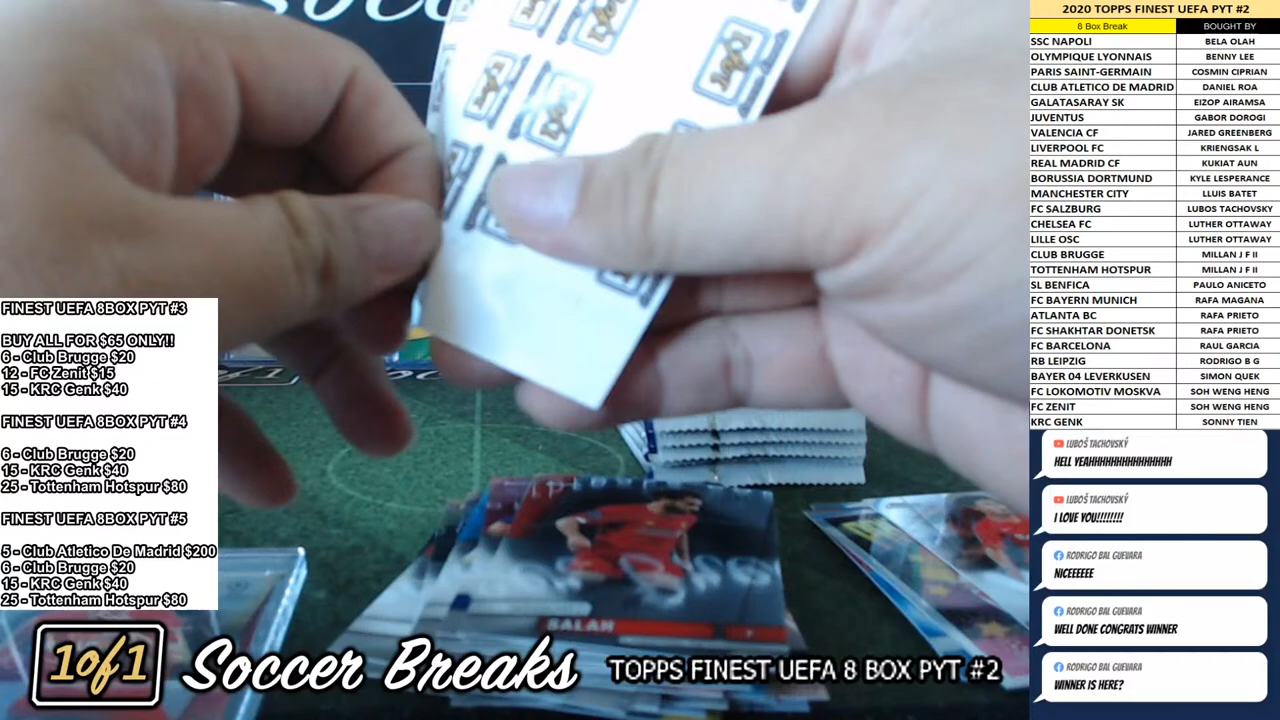 2020 TOPPS FINEST UEFA PYT #2
8 Box Break BOUGHT BY
SSC NAPOLI BELA OLAH
OLYMPIQUE LYONNAIS BENNY LEE
PARIS SAINT-GERMAIN COSMIN CIPRIAN
CLUB ATLETICO DE MADRID DANIEL ROA
GALATASARAY SK EIZOP AIRAMSA
JUVENTUS GABOR DOROGI
VALENCIA CF JARED GREENBERG
LIVERPOOL FC KRIENGSAK L
REAL MADRID CF KUKIAT AUN
BORUSSIA DORTMUND KYLE LESPERANCE
MANCHESTER CITY LLUIS BATET
FC SALZBURG LUBOS TACHOVSKY
CHELSEA FC LUTHER OTTAWAY
LILLE OSC LUTHER OTTAWAY
CLUB BRUGGE MILLAN J F II
TOTTENHAM HOTSPUR MILLAN J F II
SL BENFICA PAULO ANICETO
FC BAYERN MUNICH RAFA MAGANA
ATLANTA BC RAFA PRIETO
FC SHAKHTAR DONETSK RAFA PRIETO
FC BARCELONA RAUL GARCIA
RB LEIPZIG RODRIGO B G
BAYER 04 LEVERKUSEN SIMON QUEK
FC LOKOMOTIV MOSKVA SOH WENG HENG
FC ZENIT SOH WENG HENG
KRC GENK SONNY TIEN
FINEST UEFA 8BOX PYT #3
BUY ALL FOR $65 ONLY!!
6 - Club Brugge $20
12 - FC Zenit $15
15 - KRC Genk $40
FINEST UEFA 8BOX PYT #4
6 - Club Brugge $20
15 - KRC Genk $40
25 - Tottenham Hotspur $80
FINEST UEFA 8BOX PYT #5
5 - Club Atletico De Madrid $200
6 - Club Brugge $20
15 - KRC Genk $40
25 - Tottenham Hotspur $80
LUBOŠ TACHOVSKÝ
HELL YEAHHHHHHHHHHHHHH
LUBOŠ TACHOVSKÝ
I LOVE YOU!!!!!!!!
RODRIGO BAL GUEVARA
NICEEEEEE
RODRIGO BAL GUEVARA
WELL DONE CONGRATS WINNER
RODRIGO BAL GUEVARA
WINNER IS HERE?
SALAH
1of1 Soccer Breaks TOPPS FINEST UEFA 8 BOX PYT #2